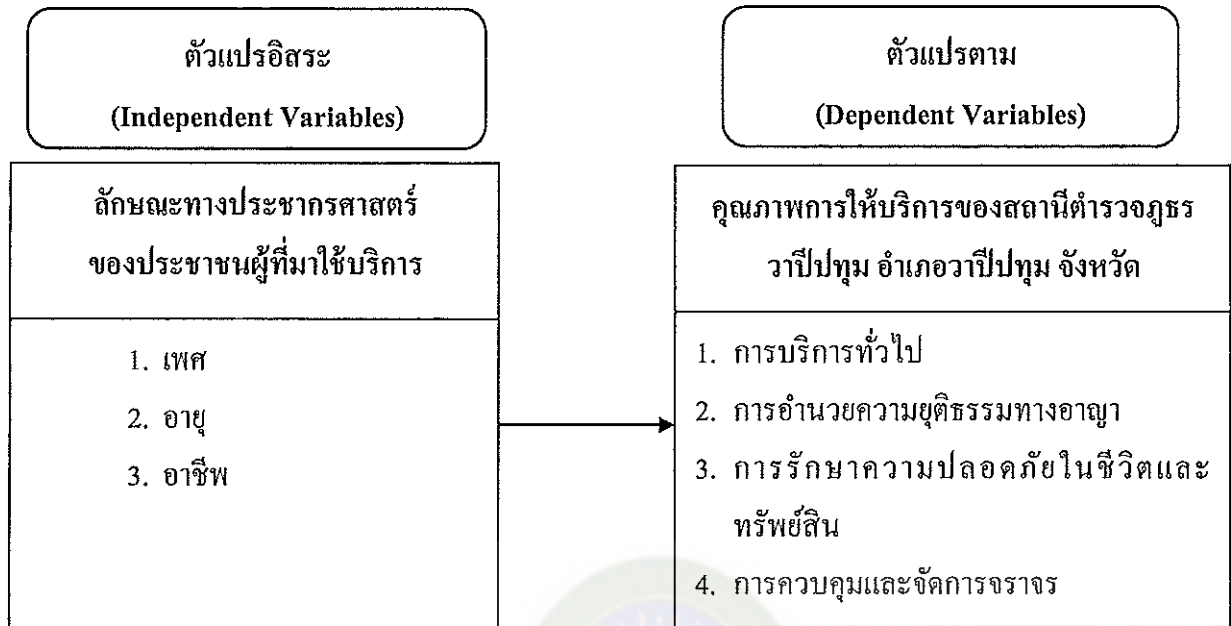 ตัวแปรอิสระ
(Independent Variables)
ลักษณะทางประชากรศาสตร์
ของประชาชนผู้ที่มาใช้บริการ
1. เพศ
2. อายุ
3. อาชีพ
ตัวแปรตาม
(Dependent Variables)
คุณภาพการให้บริการของสถานีตำรวจภูธร
วาปีปทุม อำเภอวาปีปทุม จังหวัด
1. การบริการทั่วไป
2. การอำนวยความยุติธรรมทางอาญา
3. การรักษาความปลอดภัยในชีวิตและ
ทรัพย์สิน
4. การควบคุมและจัดการจราจร